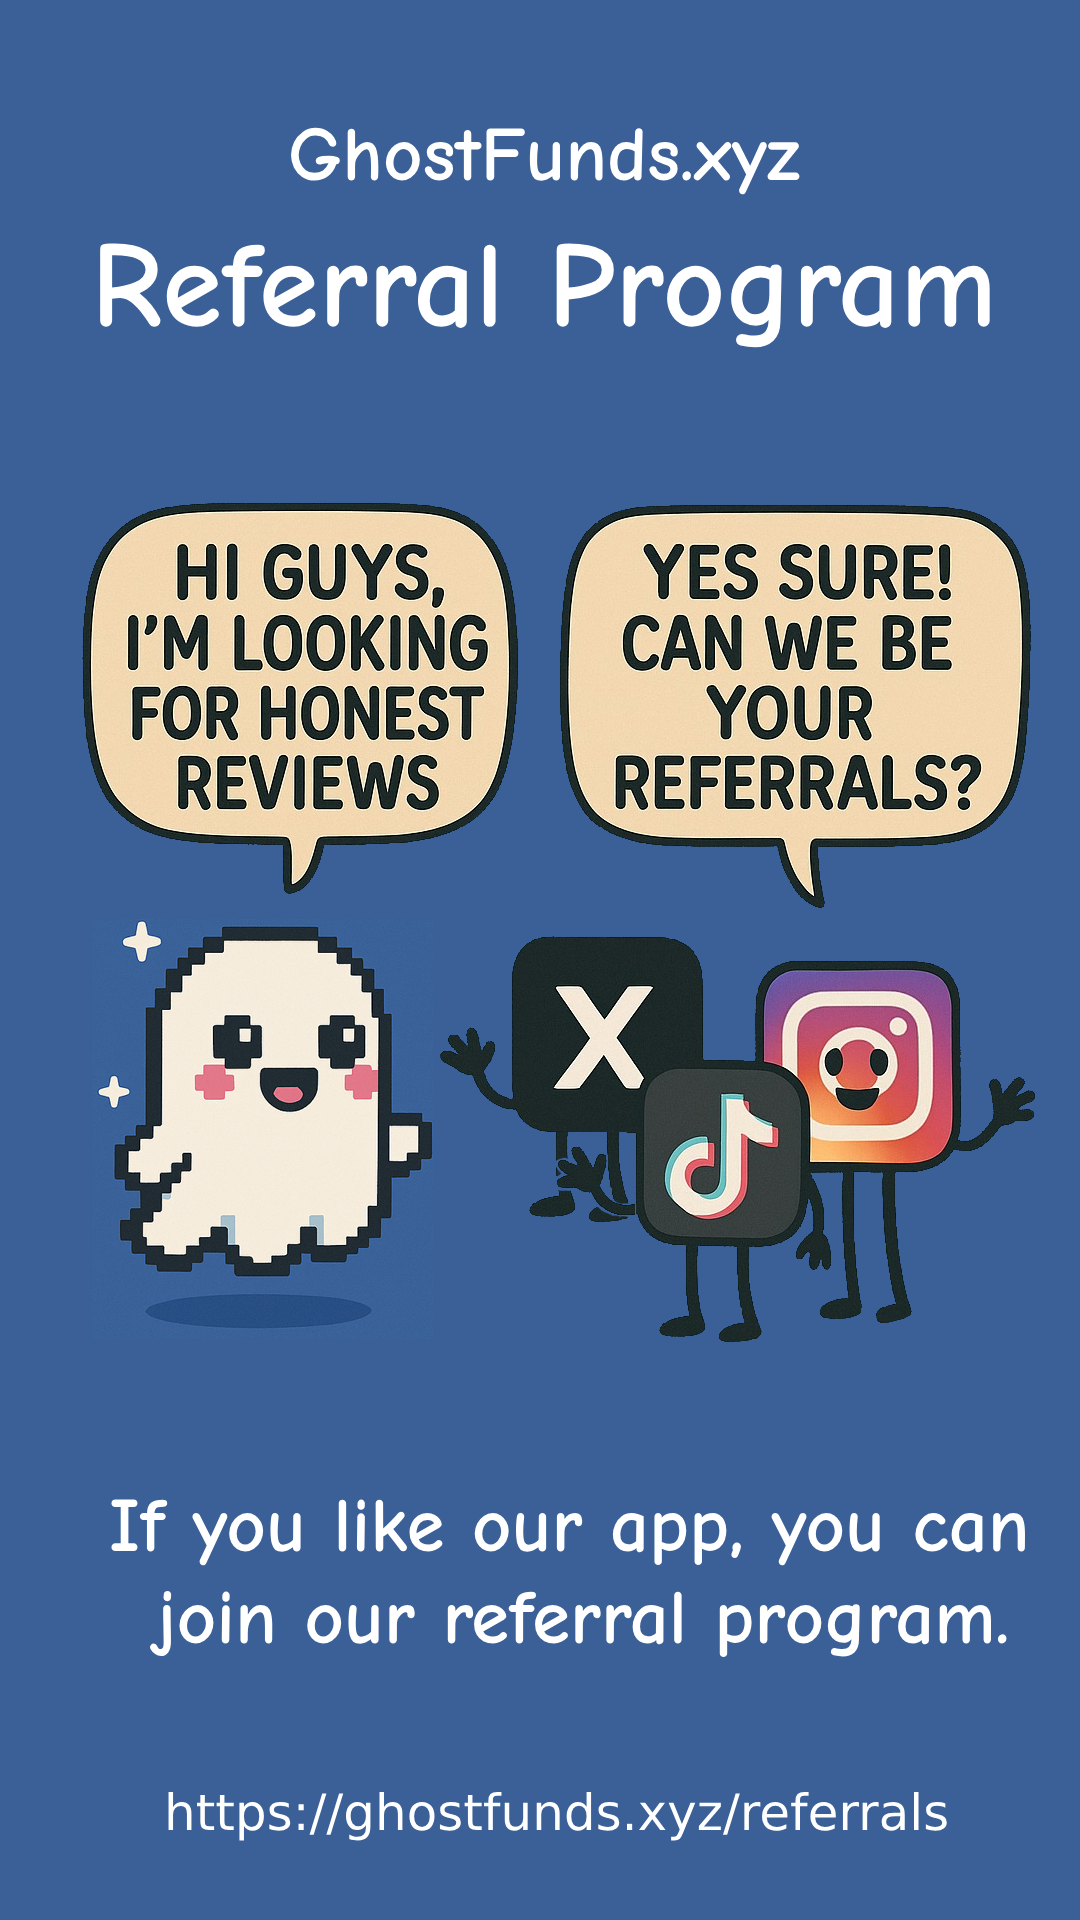 GhostFunds.xyz
Referral Program
HI GUYS,
I'M LOOKING
FOR HONEST
REVIEWS
YES SURE!
CAN WE BE
YOUR
REFERRALS?
X
If you like our app, you can
join our referral program.
https://ghostfunds.xyz/referrals